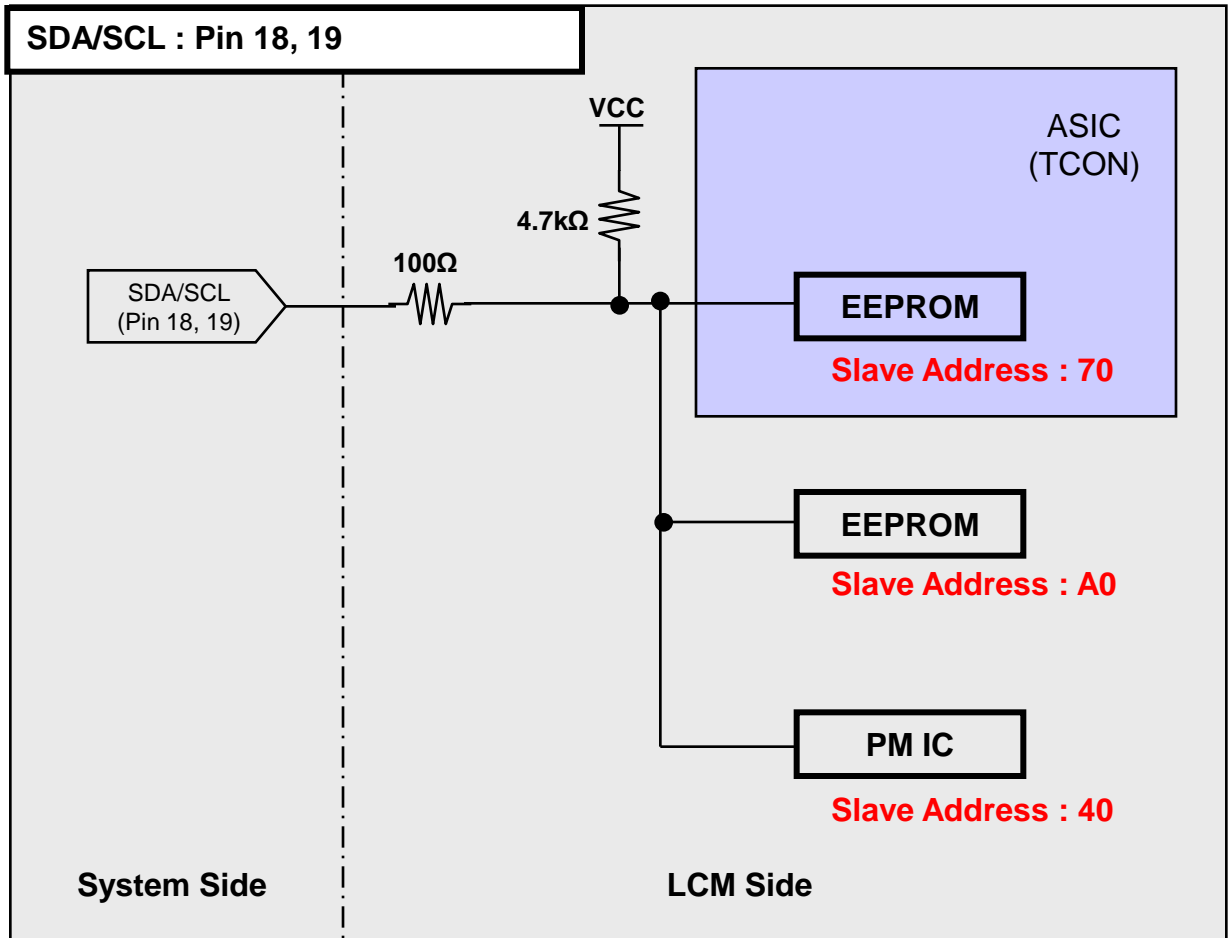 SDA/SCL : Pin 18, 19
VCC
ASIC
(TCON)
4.7kΩ
100Ω
SDA/SCL
(Pin 18, 19)
EEPROM
Slave Address : 70
EEPROM
Slave Address : A0
PM IC
Slave Address : 40
System Side
LCM Side